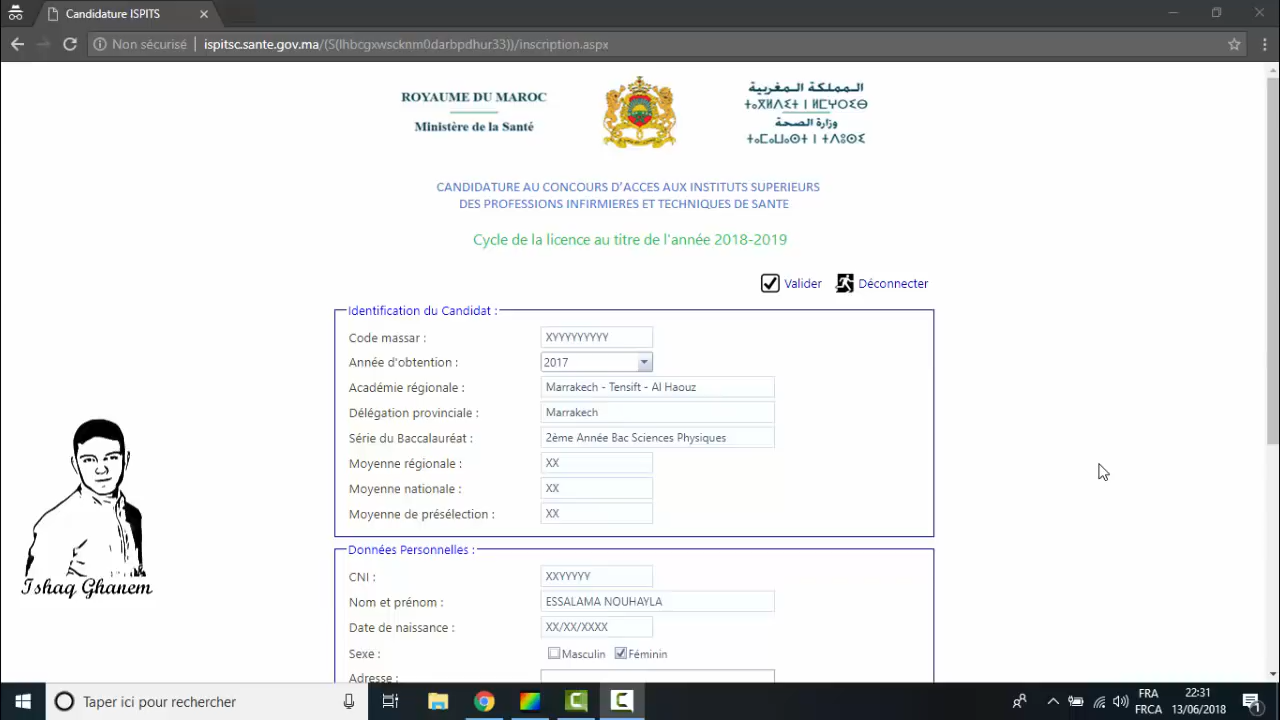 Candidature ISPITS
Non sécurisé
ispitsc.sante.gov.ma/(S(lhbcgxwscknm0darbpdhur33))/inscription.aspx
ROYAUME DU MAROC
Ministère de la Santé
المملكة المغربية
ⵜⴰⴳⵍⴷⵉⵜ ⵏ ⵍⵎⵖⵔⵉⴱ
وزارة الصحة
ⵜⴰⵎⴰⵡⴰⵙⵜ ⵏ ⵜⴷⵓⵙⵉ
CANDIDATURE AU CONCOURS D'ACCES AUX INSTITUTS SUPERIEURS
DES PROFESSIONS INFIRMIERES ET TECHNIQUES DE SANTE
Cycle de la licence au titre de l'année 2018-2019
Valider Déconnecter
Identification du Candidat :
Code massar : XYYYYYYYYY
Année d'obtention : 2017
Académie régionale : Marrakech - Tensift - Al Haouz
Délégation provinciale : Marrakech
Série du Baccalauréat : 2ème Année Bac Sciences Physiques
Moyenne régionale : XX
Moyenne nationale : XX
Moyenne de présélection : XX
Données Personnelles :
CNI : XXYYYYY
Nom et prénom : ESSALAMA NOUHAYLA
Date de naissance : XX/XX/XXXX
Sexe : Masculin Féminin
Adresse :
Ishaq Ghanem
Taper ici pour rechercher
FRA
FRCA
22:31
13/06/2018
1